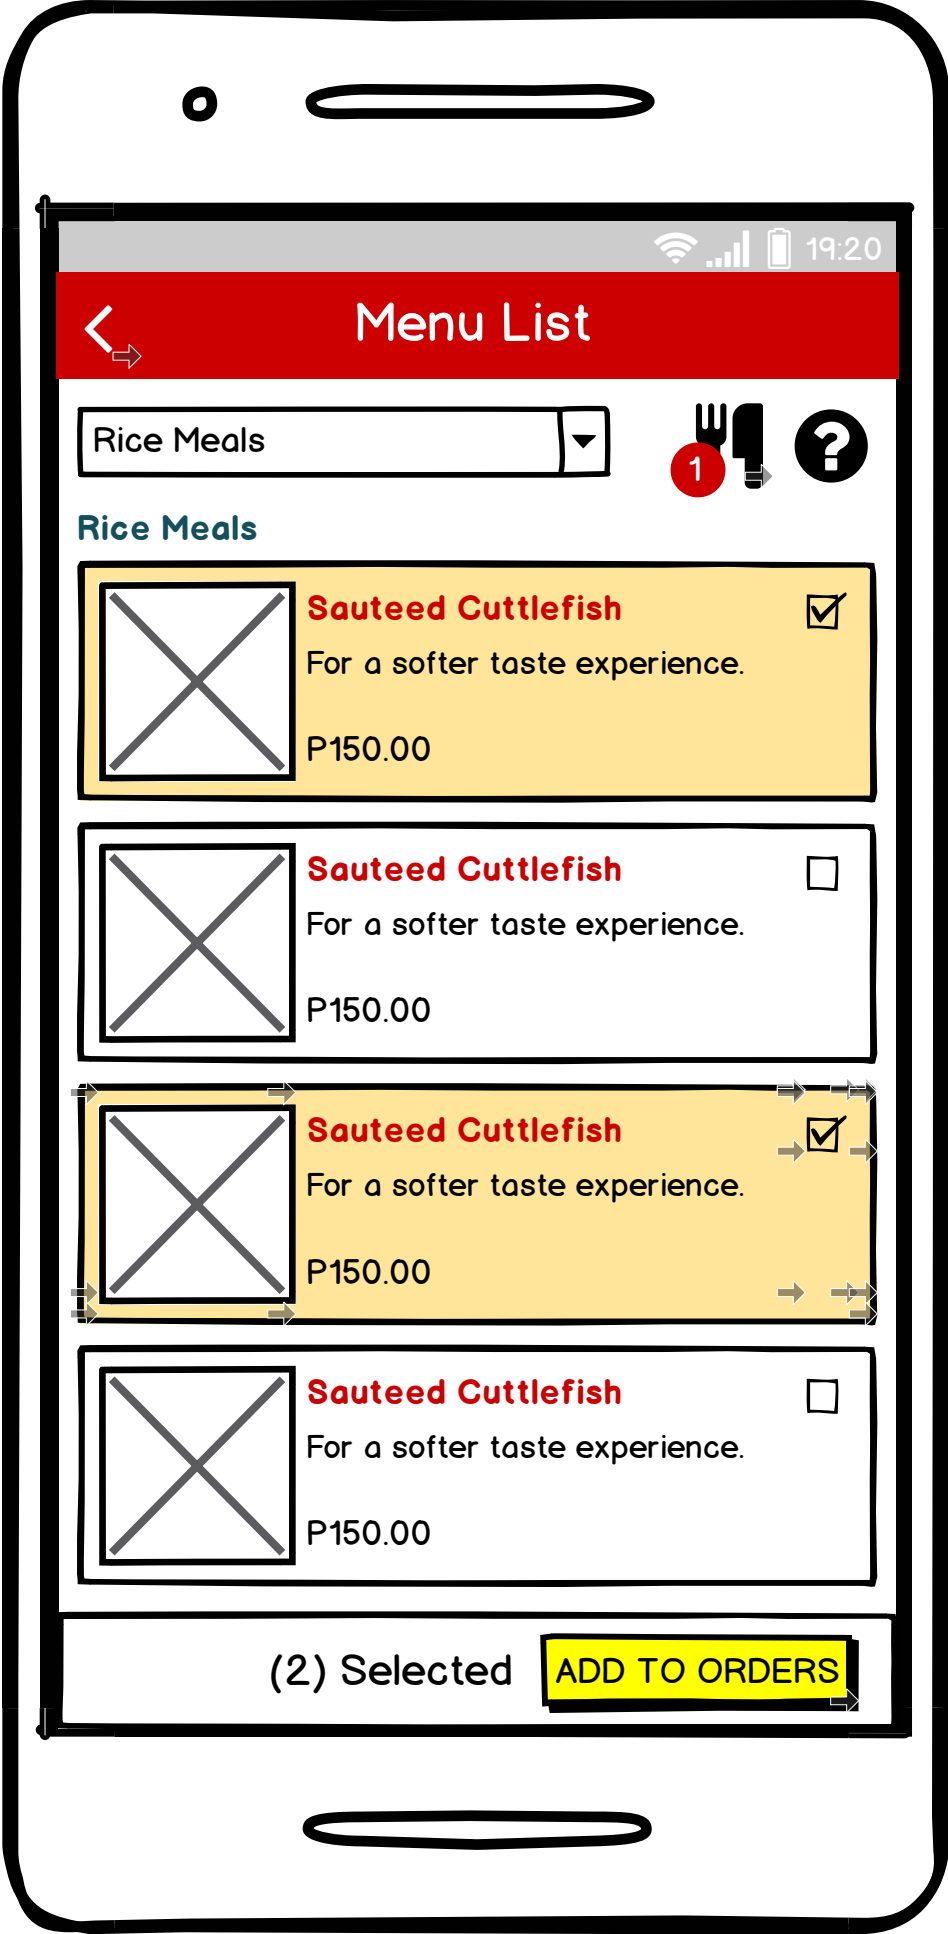 19:20
Menu List
Rice Meals
1
?
Rice Meals
Sauteed Cuttlefish
For a softer taste experience.
P150.00
Sauteed Cuttlefish
For a softer taste experience.
P150.00
Sauteed Cuttlefish
For a softer taste experience.
P150.00
Sauteed Cuttlefish
For a softer taste experience.
P150.00
(2) Selected
ADD TO ORDERS